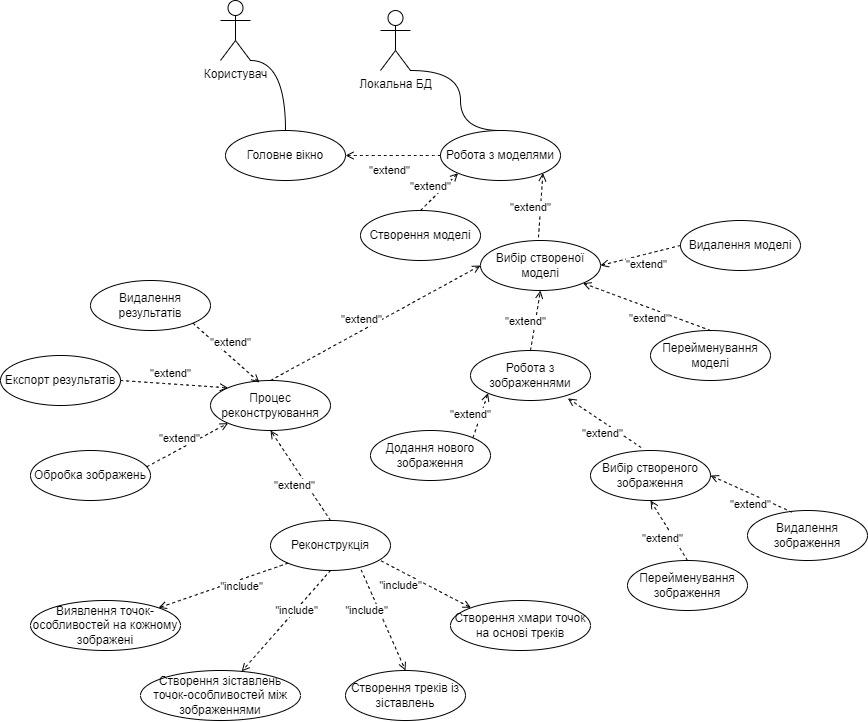 Користувач
Локальна БД
Головне вікно
"extend"
Робота з моделями
"extend"
Створення моделі
"extend"
Вибір створеної
моделі
"extend"
Видалення моделі
Видалення
результатів
"extend"
"extend"
"extend"
"extend"
Перейменування
моделі
Експорт результатів
"extend"
Робота з
зображеннями
Процес
реконструювання
"extend"
"extend"
"extend"
Додання нового
зображення
Обробка зображень
Вибір створеного
зображення
"extend"
"extend"
Видалення
зображення
"extend"
Реконструкція
Перейменування
зображення
"include"
"include"
"include"
"include"
Виявлення точок-
особливостей на кожному
зображені
Створення хмари точок
на основі треків
Створення зіставлень
точок-особливостей між
зображеннями
Створення треків із
зіставлень